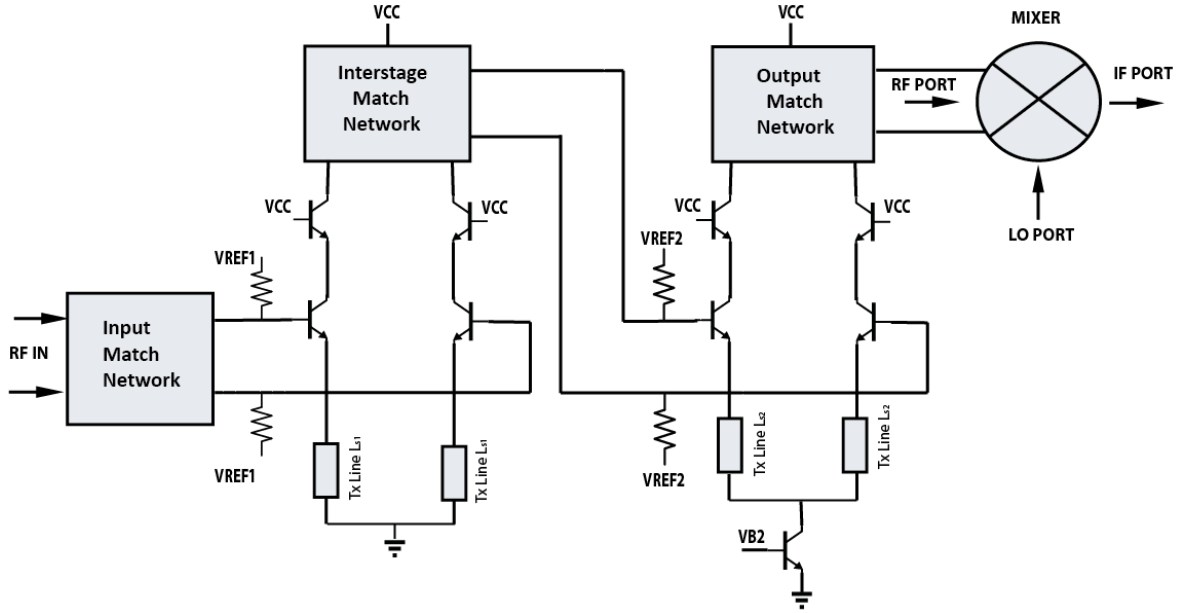 VCC
VCC
MIXER
Interstage
Match
Network
Output
Match
Network
RF PORT
IF PORT
LO PORT
VCC
VCC
VCC
VCC
VREF1
VREF2
Input
Match
Network
RF IN
VREF1
VREF2
Tx Line Ls1
Tx Line Ls1
Tx Line Ls2
Tx Line Ls2
VB2